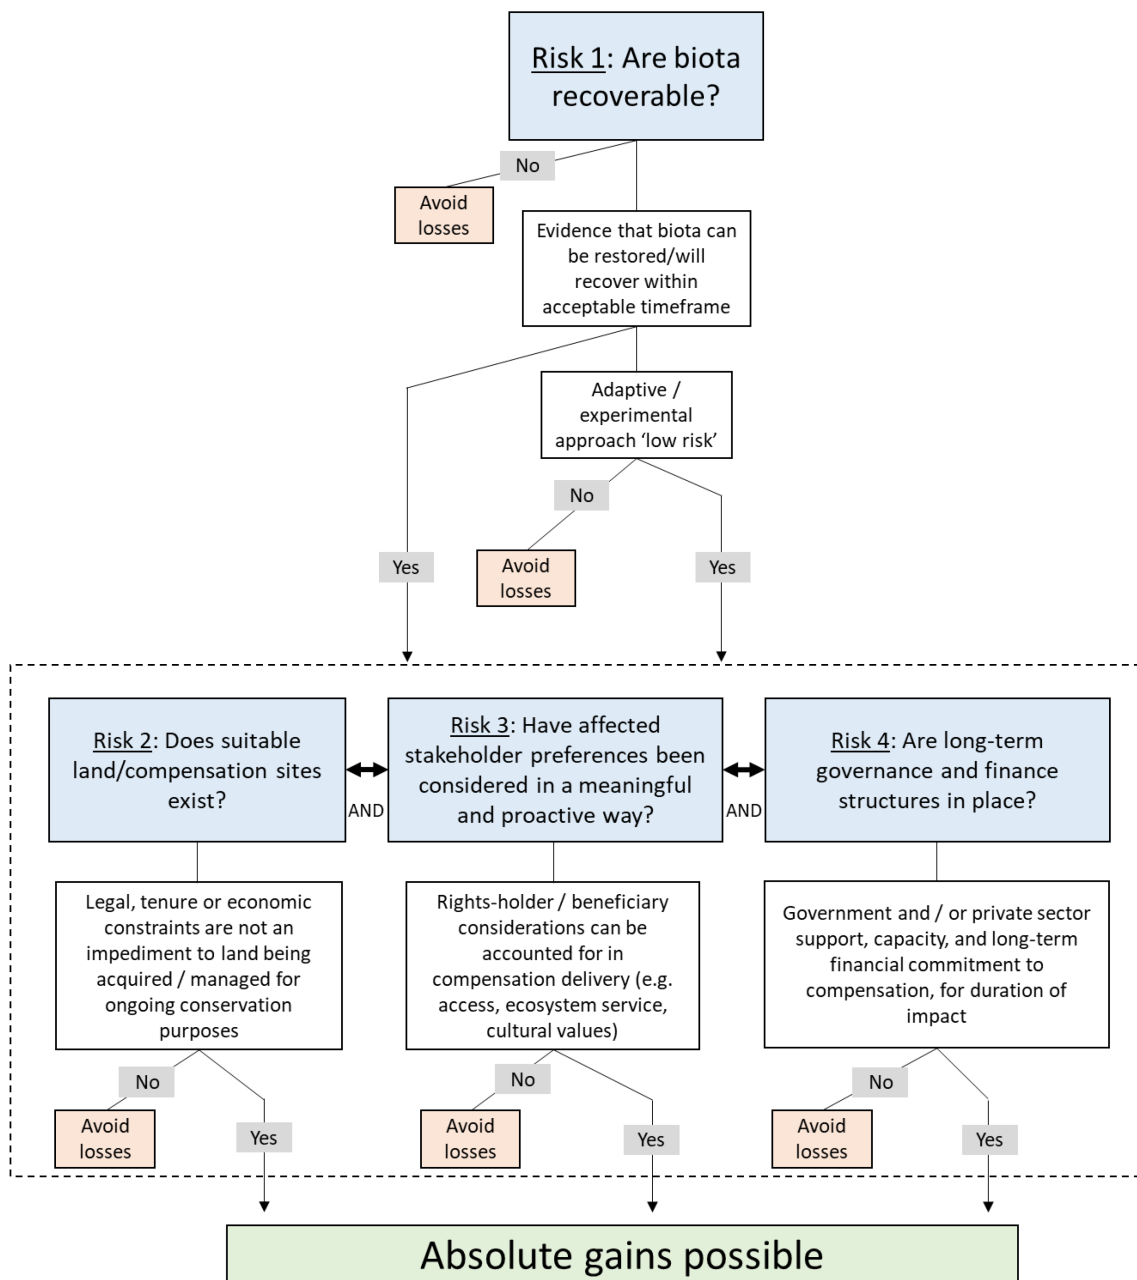 Risk 1: Are biota
recoverable?
No
Avoid
losses
Evidence that biota can
be restored/will
recover within
acceptable timeframe
Adaptive /
experimental
approach ‘low risk’
No
Avoid
losses
Yes
Yes
Risk 2: Does suitable
land/compensation sites
exist?
AND
Risk 3: Have affected
stakeholder preferences been
considered in a meaningful
and proactive way?
AND
Risk 4: Are long-term
governance and finance
structures in place?
Legal, tenure or economic
constraints are not an
impediment to land being
acquired / managed for
ongoing conservation
purposes
Rights-holder / beneficiary
considerations can be
accounted for in
compensation delivery (e.g.
access, ecosystem service,
cultural values)
Government and / or private sector
support, capacity, and long-term
financial commitment to
compensation, for duration of
impact
No
Avoid
losses
Yes
No
Avoid
losses
Yes
No
Avoid
losses
Yes
Absolute gains possible